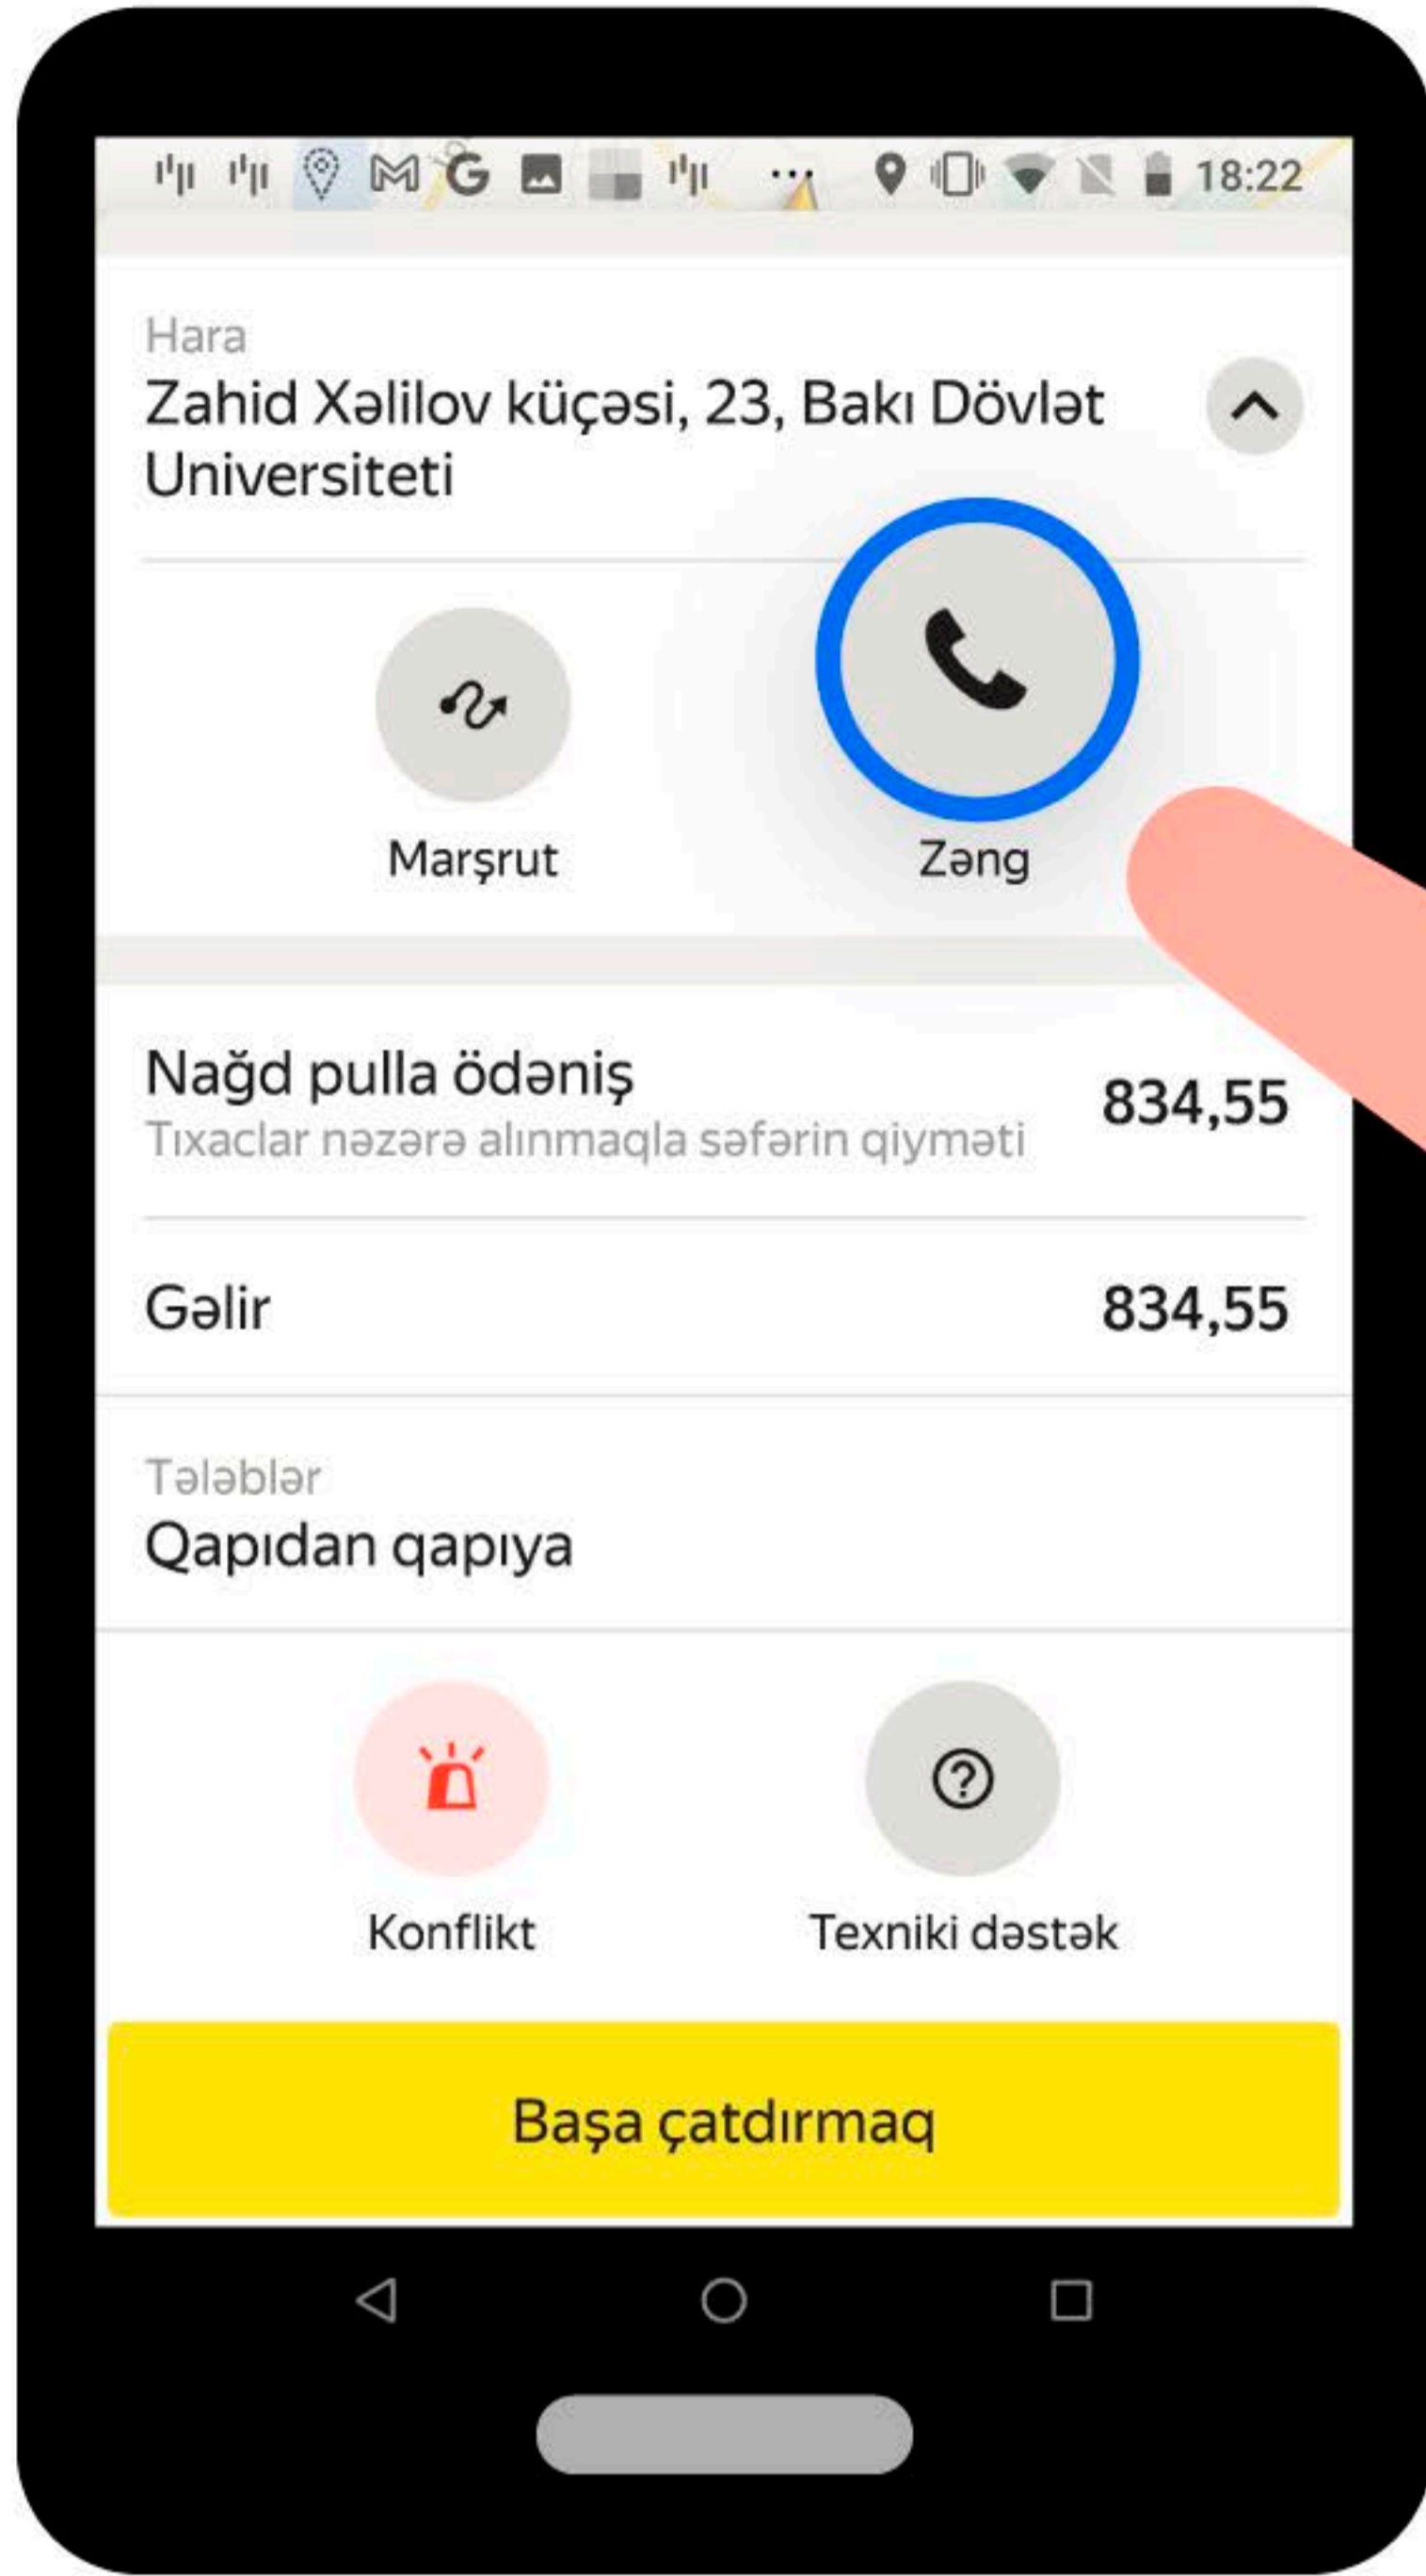 18:22
Hara
Zahid Xəlilov küçəsi, 23, Bakı Dövlət
Universiteti
Marşrut
Zəng
Nağd pulla ödəniş
834,55
Tıxaclar nəzərə alınmaqla səfərin qiyməti
Gəlir
834,55
Tələblər
Qapıdan qapıya
Konflikt
Texniki dəstək
Başa çatdırmaq